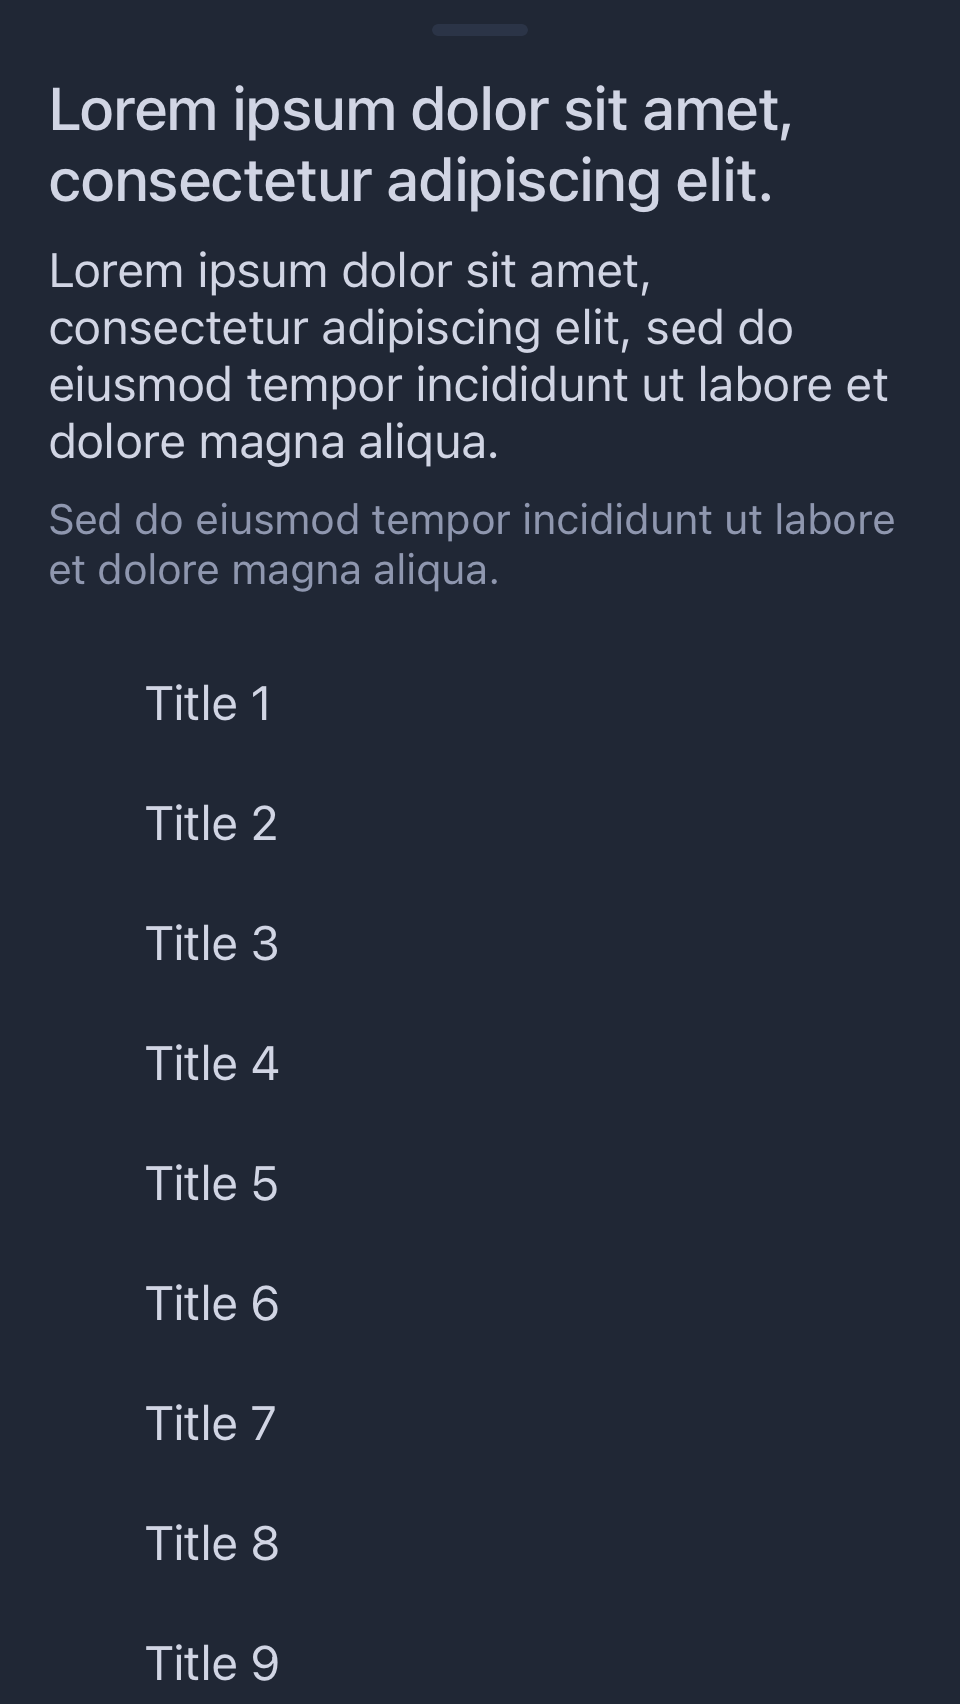 Lorem ipsum dolor sit amet,
consectetur adipiscing elit.
Lorem ipsum dolor sit amet,
consectetur adipiscing elit, sed do
eiusmod tempor incididunt ut labore et
dolore magna aliqua.
Sed do eiusmod tempor incididunt ut labore
et dolore magna aliqua.
Title 1
Title 2
Title 3
Title 4
Title 5
Title 6
Title 7
Title 8
Title 9